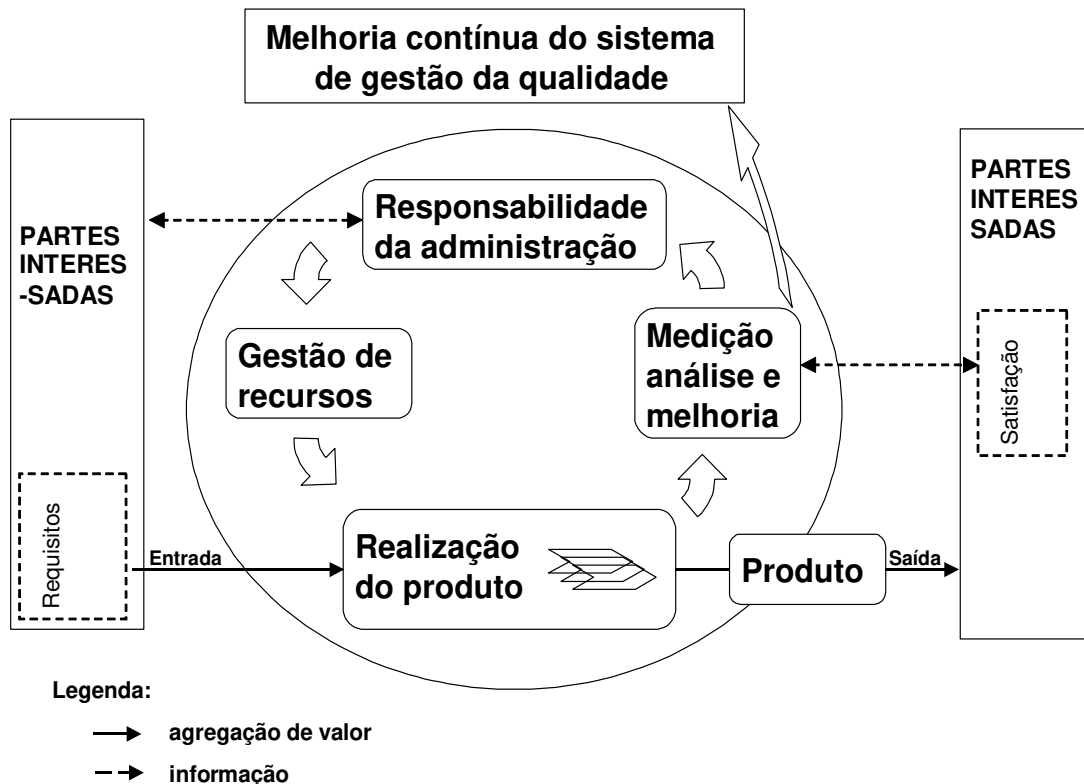 Melhoria contínua do sistema
de gestão da qualidade
PARTES
INTERES
-SADAS
Requisitos
Responsabilidade
da administração
Gestão de
recursos
Medição
análise e
melhoria
Entrada
Realização
do produto
Produto
Saída
PARTES
INTERES
SADAS
Satisfação
Legenda:
agregação de valor
informação